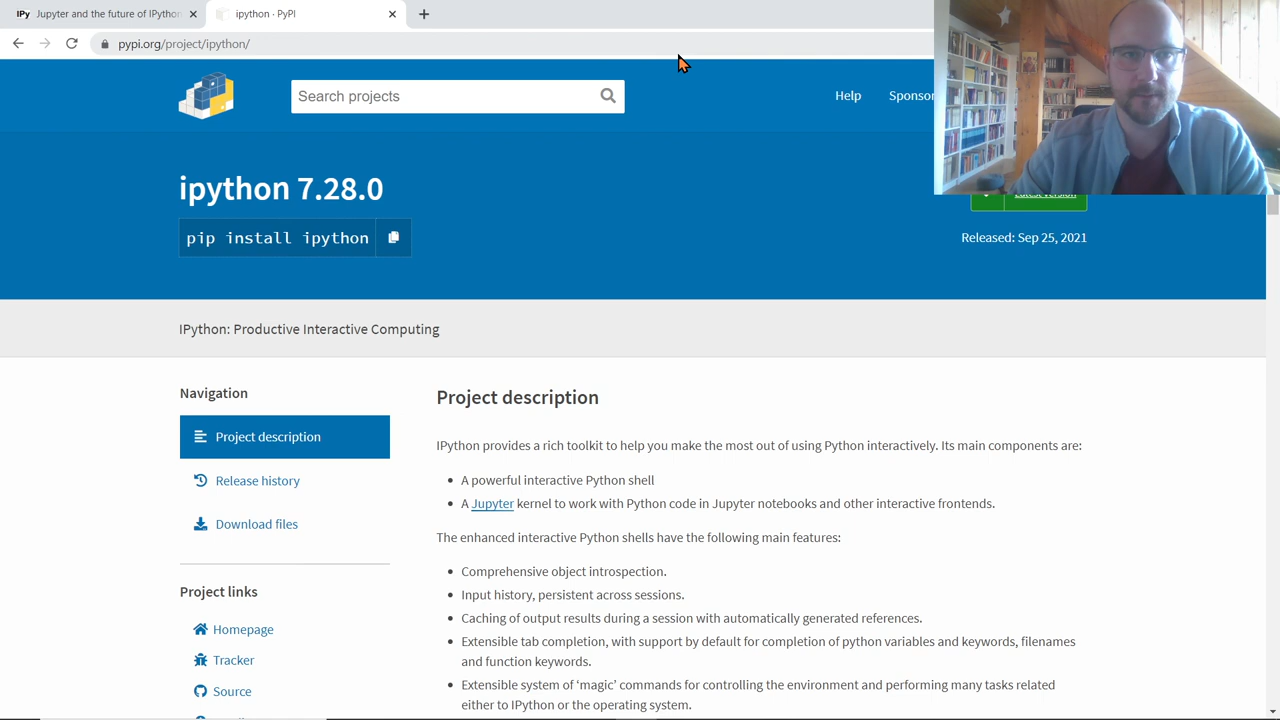 IPy Jupyter and the future of IPython
ipython · PyPI
pypi.org/project/ipython/
Search projects
Help
Sponsor
ipython 7.28.0
pip install ipython
Latest version
Released: Sep 25, 2021
IPython: Productive Interactive Computing
Navigation
Project description
Release history
Download files
Project links
Homepage
Tracker
Source
Project description
IPython provides a rich toolkit to help you make the most out of using Python interactively. Its main components are:
• A powerful interactive Python shell
• A Jupyter kernel to work with Python code in Jupyter notebooks and other interactive frontends.
The enhanced interactive Python shells have the following main features:
• Comprehensive object introspection.
• Input history, persistent across sessions.
• Caching of output results during a session with automatically generated references.
• Extensible tab completion, with support by default for completion of python variables and keywords, filenames
and function keywords.
• Extensible system of ‘magic’ commands for controlling the environment and performing many tasks related
either to IPython or the operating system.